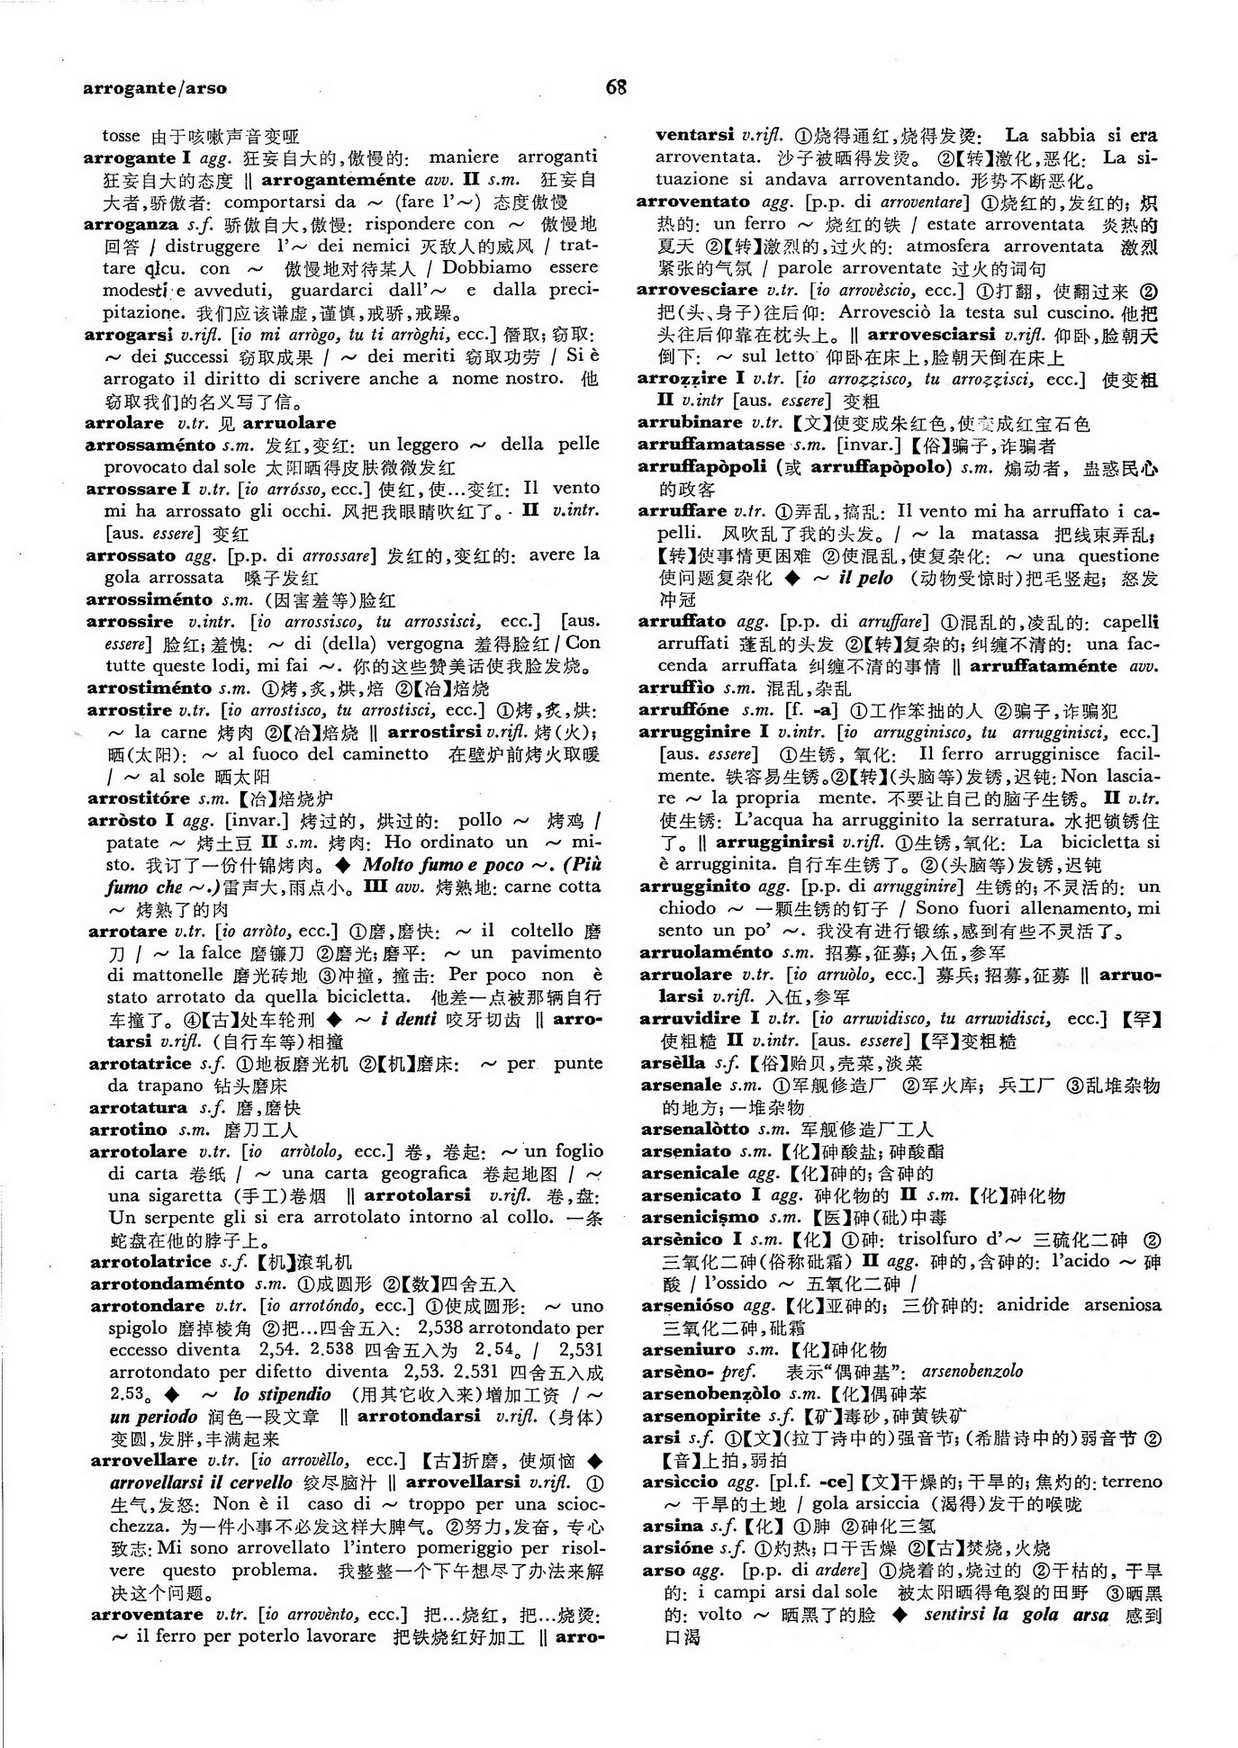 arrogante/arso
68
tosse 由于咳嗽声音变哑
arrogante I agg. 狂妄自大的,傲慢的: maniere arroganti
狂妄自大的态度 ‖ arroganteménte avv. II s.m. 狂妄自
大者,骄傲者: comportarsi da ~ (fare l'~) 态度傲慢
arroganza s.f. 骄傲自大,傲慢: rispondere con ~ 傲慢地
回答 / distruggere l'~ dei nemici 灭敌人的威风 / trat-
tare qlcu. con ~ 傲慢地对待某人 / Dobbiamo essere
modesti e avveduti, guardarci dall'~ e dalla preci-
pitazione. 我们应该谦虚,谨慎,戒骄,戒躁。
arrogarsi v.rifl. [io mi arrògo, tu ti arròghi, ecc.] 僭取; 窃取:
~ dei successi 窃取成果 / ~ dei meriti 窃取功劳 / Si è
arrogato il diritto di scrivere anche a nome nostro. 他
窃取我们的名义写了信。
arrolare v.tr. 见 arruolare
arrossaménto s.m. 发红,变红: un leggero ~ della pelle
provocato dal sole 太阳晒得皮肤微微发红
arrossare I v.tr. [io arrósso, ecc.] 使红,使…变红: Il vento
mi ha arrossato gli occhi. 风把我眼睛吹红了。 II v.intr.
[aus. essere] 变红
arrossato agg. [p.p. di arrossare] 发红的,变红的: avere la
gola arrossata 嗓子发红
arrossiménto s.m. (因害羞等)脸红
arrossire v.intr. [io arrossisco, tu arrossisci, ecc.] [aus.
essere] 脸红; 羞愧: ~ di (della) vergogna 羞得脸红 / Con
tutte queste lodi, mi fai ~. 你的这些赞美话使我脸发烧。
arrostiménto s.m. ①烤,炙,烘,焙 ②【冶】焙烧
arrostire v.tr. [io arrostisco, tu arrostisci, ecc.] ①烤,炙,烘:
~ la carne 烤肉 ②【冶】焙烧 ‖ arrostirsi v.rifl. 烤(火);
晒(太阳): ~ al fuoco del caminetto 在壁炉前烤火取暖
/ ~ al sole 晒太阳
arrostitóre s.m. 【冶】焙烧炉
arròsto I agg. [invar.] 烤过的, 烘过的: pollo ~ 烤鸡 /
patate ~ 烤土豆 II s.m. 烤肉: Ho ordinato un ~ mi-
sto. 我订了一份什锦烤肉。◆ Molto fumo e poco ~. (Più
fumo che ~.) 雷声大,雨点小。 III avv. 烤熟地: carne cotta
~ 烤熟了的肉
arrotare v.tr. [io arròto, ecc.] ①磨,磨快: ~ il coltello 磨
刀 / ~ la falce 磨镰刀 ②磨光; 磨平: ~ un pavimento
di mattonelle 磨光砖地 ③冲撞, 撞击: Per poco non è
stato arrotato da quella bicicletta. 他差一点被那辆自行
车撞了。④【古】处车轮刑 ◆ ~ i denti 咬牙切齿 ‖ arro-
tarsi v.rifl. (自行车等)相撞
arrotatrice s.f. ①地板磨光机 ②【机】磨床: ~ per punte
da trapano 钻头磨床
arrotatura s.f. 磨,磨快
arrotino s.m. 磨刀工人
arrotolare v.tr. [io arròtolo, ecc.] 卷, 卷起: ~ un foglio
di carta 卷纸 / ~ una carta geografica 卷起地图 / ~
una sigaretta (手工)卷烟 ‖ arrotolarsi v.rifl. 卷,盘:
Un serpente gli si era arrotolato intorno al collo. 一条
蛇盘在他的脖子上。
arrotolatrice s.f. 【机】滚轧机
arrotondaménto s.m. ①成圆形 ②【数】四舍五入
arrotondare v.tr. [io arrotóndo, ecc.] ①使成圆形: ~ uno
spigolo 磨掉棱角 ②把…四舍五入: 2,538 arrotondato per
eccesso diventa 2,54. 2.538 四舍五入为 2.54。/ 2,531
arrotondato per difetto diventa 2,53. 2.531 四舍五入成
2.53。◆ ~ lo stipendio (用其它收入来)增加工资 / ~
un periodo 润色一段文章 ‖ arrotondarsi v.rifl. (身体)
变圆,发胖,丰满起来
arrovellare v.tr. [io arrovèllo, ecc.] 【古】折磨, 使烦恼 ◆
arrovellarsi il cervello 绞尽脑汁 ‖ arrovellarsi v.rifl. ①
生气,发怒: Non è il caso di ~ troppo per una scioc-
chezza. 为一件小事不必发这样大脾气。②努力,发奋, 专心
致志: Mi sono arrovellato l'intero pomeriggio per risol-
vere questo problema. 我整整一个下午想尽了办法来解
决这个问题。
arroventare v.tr. [io arrovènto, ecc.] 把…烧红, 把…烧烫:
~ il ferro per poterlo lavorare 把铁烧红好加工 ‖ arro-
ventarsi v.rifl. ①烧得通红,烧得发烫: La sabbia si era
arroventata. 沙子被晒得发烫。②【转】激化,恶化: La si-
tuazione si andava arroventando. 形势不断恶化。
arroventato agg. [p.p. di arroventare] ①烧红的,发红的; 炽
热的: un ferro ~ 烧红的铁 / estate arroventata 炎热的
夏天 ②【转】激烈的,过火的: atmosfera arroventata 激烈
紧张的气氛 / parole arroventate 过火的词句
arrovesciare v.tr. [io arrovèscio, ecc.] ①打翻, 使翻过来 ②
把(头、身子)往后仰: Arrovesciò la testa sul cuscino. 他把
头往后仰靠在枕头上。‖ arrovesciarsi v.rifl. 仰卧,脸朝天
倒下: ~ sul letto 仰卧在床上,脸朝天倒在床上
arrozzire I v.tr. [io arrozzisco, tu arrozzisci, ecc.] 使变粗
II v.intr [aus. essere] 变粗
arrubinare v.tr. 【文】使变成朱红色,使变成红宝石色
arruffamatasse s.m. [invar.] 【俗】骗子,诈骗者
arruffapòpoli (或 arruffapòpolo) s.m. 煽动者, 蛊惑民心
的政客
arruffare v.tr. ①弄乱,搞乱: Il vento mi ha arruffato i ca-
pelli. 风吹乱了我的头发。/ ~ la matassa 把线束弄乱;
【转】使事情更困难 ②使混乱,使复杂化: ~ una questione
使问题复杂化 ◆ ~ il pelo (动物受惊时)把毛竖起; 怒发
冲冠
arruffato agg. [p.p. di arruffare] ①混乱的,凌乱的: capelli
arruffati 蓬乱的头发 ②【转】复杂的; 纠缠不清的: una fac-
cenda arruffata 纠缠不清的事情 ‖ arruffataménte avv.
arruffìo s.m. 混乱,杂乱
arruffóne s.m. [f. -a] ①工作笨拙的人 ②骗子,诈骗犯
arrugginire I v.intr. [io arrugginisco, tu arrugginisci, ecc.]
[aus. essere] ①生锈, 氧化: Il ferro arrugginisce facil-
mente. 铁容易生锈。②【转】(头脑等)发锈,迟钝: Non lascia-
re ~ la propria mente. 不要让自己的脑子生锈。 II v.tr.
使生锈: L'acqua ha arrugginito la serratura. 水把锁锈住
了。‖ arrugginirsi v.rifl. ①生锈,氧化: La bicicletta si
è arrugginita. 自行车生锈了。②(头脑等)发锈,迟钝
arrugginito agg. [p.p. di arrugginire] 生锈的; 不灵活的: un
chiodo ~ 一颗生锈的钉子 / Sono fuori allenamento, mi
sento un po' ~. 我没有进行锻练,感到有些不灵活了。
arruolaménto s.m. 招募,征募; 入伍,参军
arruolare v.tr. [io arruòlo, ecc.] 募兵; 招募,征募 ‖ arruo-
larsi v.rifl. 入伍,参军
arruvidire I v.tr. [io arruvidisco, tu arruvidisci, ecc.] 【罕】
使粗糙 II v.intr. [aus. essere] 【罕】变粗糙
arsèlla s.f. 【俗】贻贝,壳菜,淡菜
arsenale s.m. ①军舰修造厂 ②军火库; 兵工厂 ③乱堆杂物
的地方; 一堆杂物
arsenalòtto s.m. 军舰修造厂工人
arseniato s.m. 【化】砷酸盐; 砷酸酯
arsenicale agg. 【化】砷的; 含砷的
arsenicato I agg. 砷化物的 II s.m. 【化】砷化物
arsenicismo s.m. 【医】砷(砒)中毒
arsènico I s.m. 【化】 ①砷: trisolfuro d'~ 三硫化二砷 ②
三氧化二砷(俗称砒霜) II agg. 砷的,含砷的: l'acido ~ 砷
酸 / l'ossido ~ 五氧化二砷 /
arsenióso agg. 【化】亚砷的; 三价砷的: anidride arseniosa
三氧化二砷,砒霜
arseniuro s.m. 【化】砷化物
arsèno- pref. 表示“偶砷基”: arsenobenzolo
arsenobenzòlo s.m. 【化】偶砷苯
arsenopirite s.f. 【矿】毒砂,砷黄铁矿
arsi s.f. ①【文】(拉丁诗中的)强音节; (希腊诗中的)弱音节 ②
【音】上拍,弱拍
arsìccio agg. [pl.f. -ce] 【文】干燥的; 干旱的; 焦灼的: terreno
~ 干旱的土地 / gola arsiccia (渴得)发干的喉咙
arsina s.f. 【化】 ①胂 ②砷化三氢
arsióne s.f. ①灼热; 口干舌燥 ②【古】焚烧,火烧
arso agg. [p.p. di ardere] ①烧着的,烧过的 ②干枯的, 干旱
的: i campi arsi dal sole 被太阳晒得龟裂的田野 ③晒黑
的: volto ~ 晒黑了的脸 ◆ sentirsi la gola arsa 感到
口渴